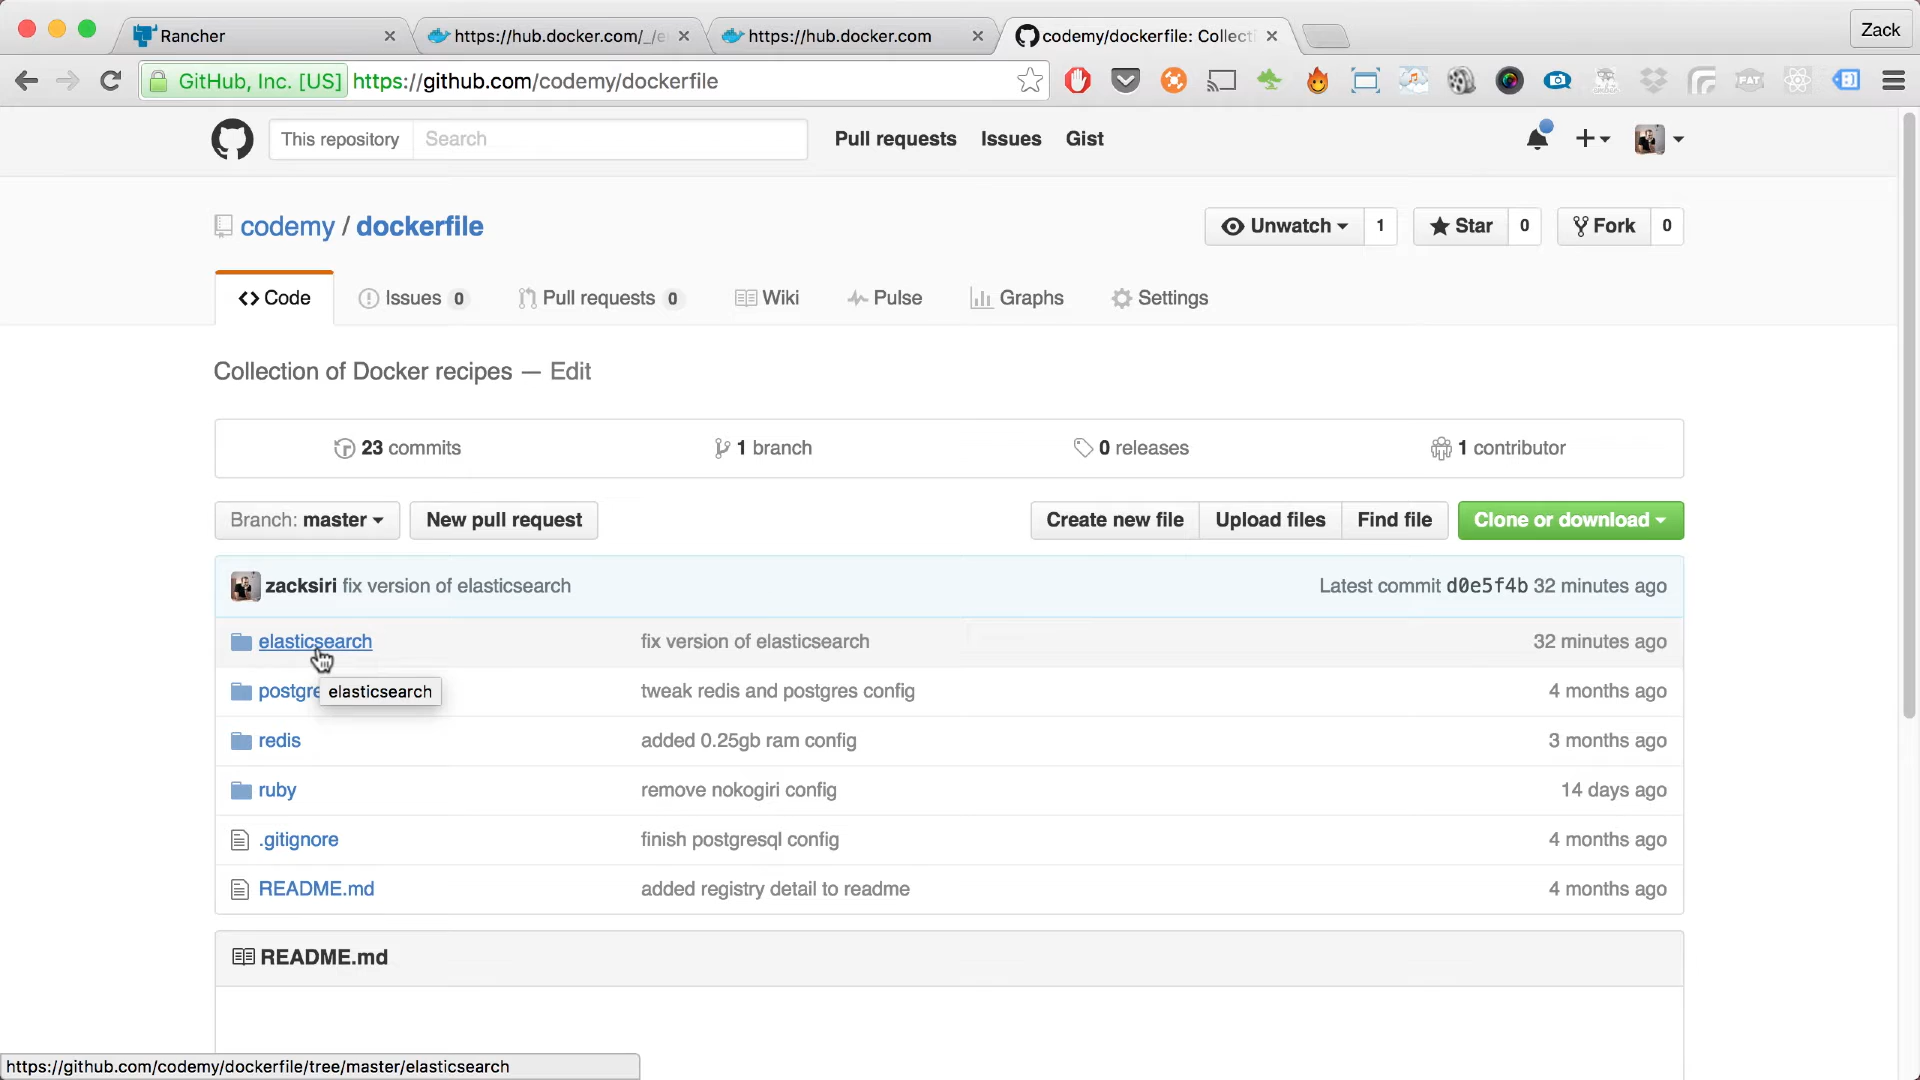 Rancher
https://hub.docker.com/_/e
https://hub.docker.com
codemy/dockerfile: Collecti
Zack
GitHub, Inc. [US] https://github.com/codemy/dockerfile
This repository Search Pull requests Issues Gist
codemy / dockerfile
Unwatch 1 Star 0 Fork 0
Code Issues 0 Pull requests 0 Wiki Pulse Graphs Settings
Collection of Docker recipes — Edit
23 commits 1 branch 0 releases 1 contributor
Branch: master New pull request Create new file Upload files Find file Clone or download
zacksiri fix version of elasticsearch Latest commit d0e5f4b 32 minutes ago
elasticsearch fix version of elasticsearch 32 minutes ago
postgre elasticsearch tweak redis and postgres config 4 months ago
redis added 0.25gb ram config 3 months ago
ruby remove nokogiri config 14 days ago
.gitignore finish postgresql config 4 months ago
README.md added registry detail to readme 4 months ago
README.md
https://github.com/codemy/dockerfile/tree/master/elasticsearch